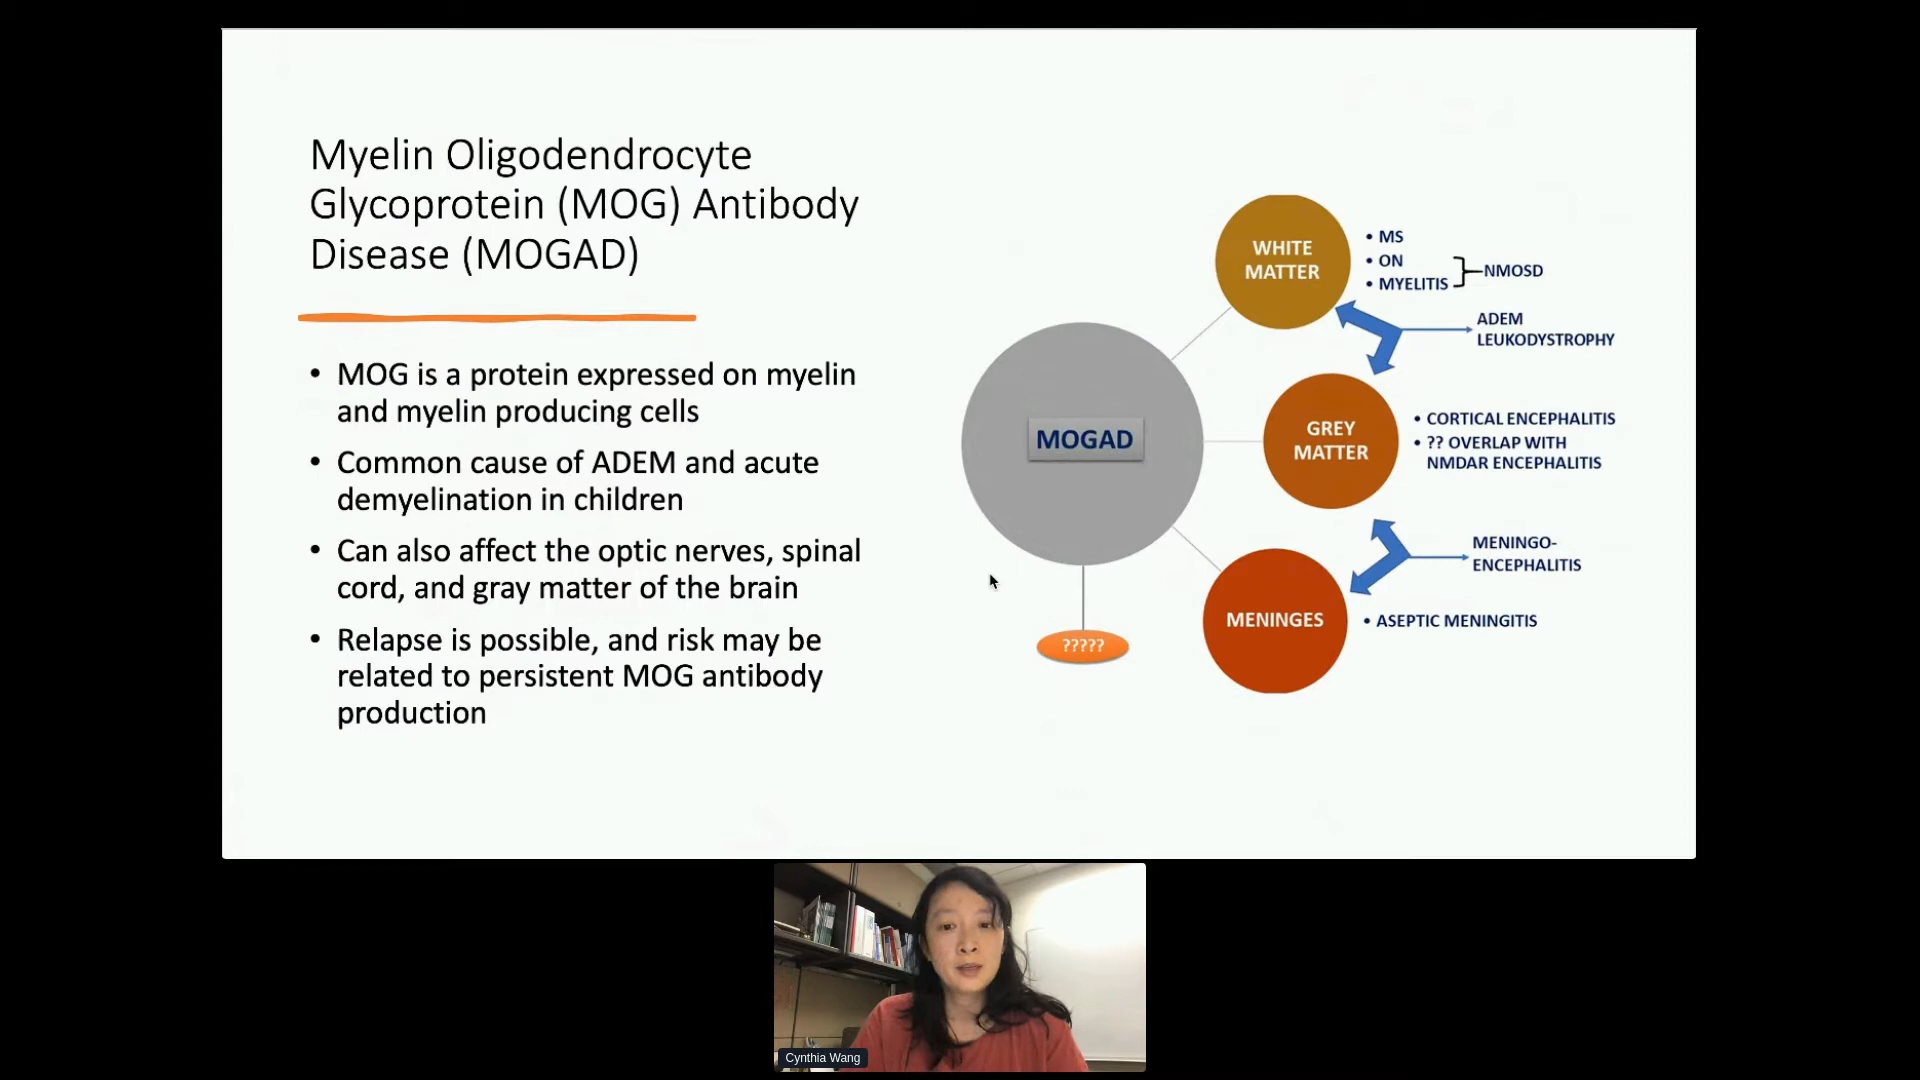 Myelin Oligodendrocyte
Glycoprotein (MOG) Antibody
Disease (MOGAD)
• MOG is a protein expressed on myelin
and myelin producing cells
• Common cause of ADEM and acute
demyelination in children
• Can also affect the optic nerves, spinal
cord, and gray matter of the brain
• Relapse is possible, and risk may be
related to persistent MOG antibody
production
MOGAD
?????
WHITE
MATTER
• MS
• ON
• MYELITIS
NMOSD
ADEM
LEUKODYSTROPHY
GREY
MATTER
• CORTICAL ENCEPHALITIS
• ?? OVERLAP WITH
NMDAR ENCEPHALITIS
MENINGO-
ENCEPHALITIS
MENINGES
• ASEPTIC MENINGITIS
Cynthia Wang